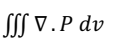 ∭ ∇ . P dv